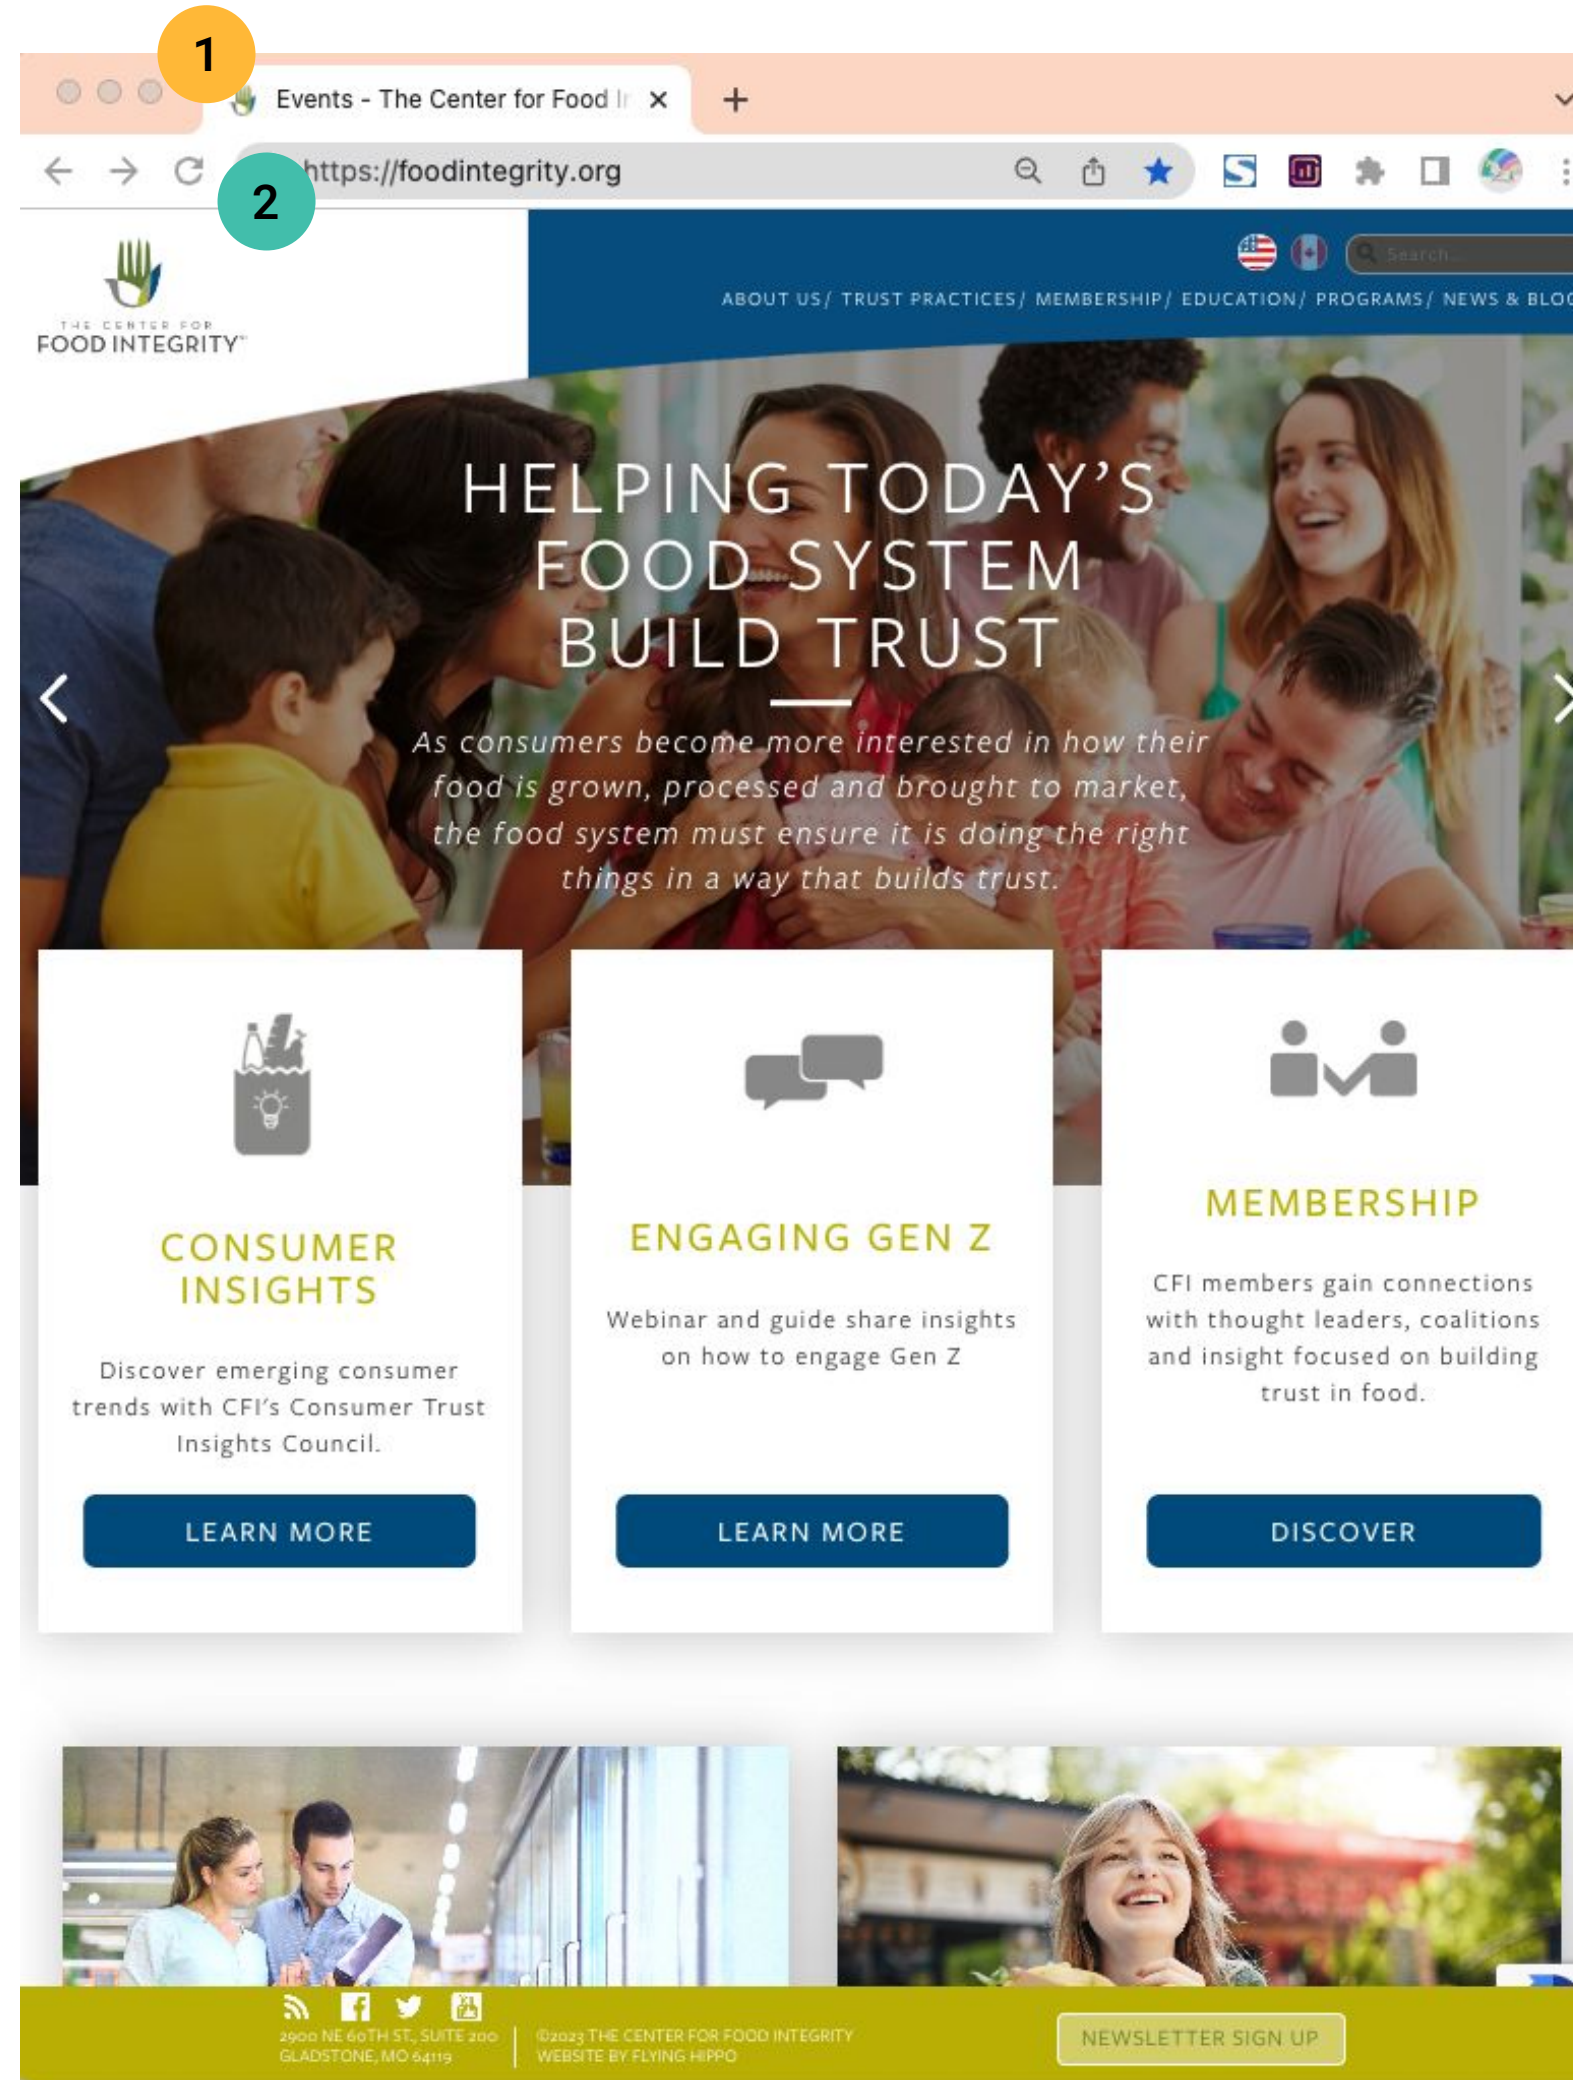 1
Events - The Center for Food In
https://foodintegrity.org
2
THE CENTER FOR
FOOD INTEGRITY
Search...
ABOUT US/ TRUST PRACTICES/ MEMBERSHIP/ EDUCATION/ PROGRAMS/ NEWS & BLOG
HELPING TODAY'S
FOOD SYSTEM
BUILD TRUST
As consumers become more interested in how their
food is grown, processed and brought to market,
the food system must ensure it is doing the right
things in a way that builds trust.
CONSUMER
INSIGHTS
Discover emerging consumer
trends with CFI's Consumer Trust
Insights Council.
LEARN MORE
ENGAGING GEN Z
Webinar and guide share insights
on how to engage Gen Z
LEARN MORE
MEMBERSHIP
CFI members gain connections
with thought leaders, coalitions
and insight focused on building
trust in food.
DISCOVER
2900 NE 60TH ST., SUITE 200
GLADSTONE, MO 64119
©2023 THE CENTER FOR FOOD INTEGRITY
WEBSITE BY FLYING HIPPO
NEWSLETTER SIGN UP